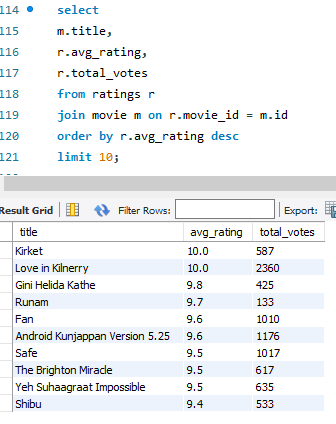 114 select
115 m.title,
116 r.avg_rating,
117 r.total_votes
118 from ratings r
119 join movie m on r.movie_id = m.id
120 order by r.avg_rating desc
121 limit 10;
Result Grid Filter Rows: Export:
title avg_rating total_votes
Kirket 10.0 587
Love in Kilnerry 10.0 2360
Gini Helida Kathe 9.8 425
Runam 9.7 133
Fan 9.6 1010
Android Kunjappan Version 5.25 9.6 1176
Safe 9.5 1017
The Brighton Miracle 9.5 617
Yeh Suhaagraat Impossible 9.5 635
Shibu 9.4 533